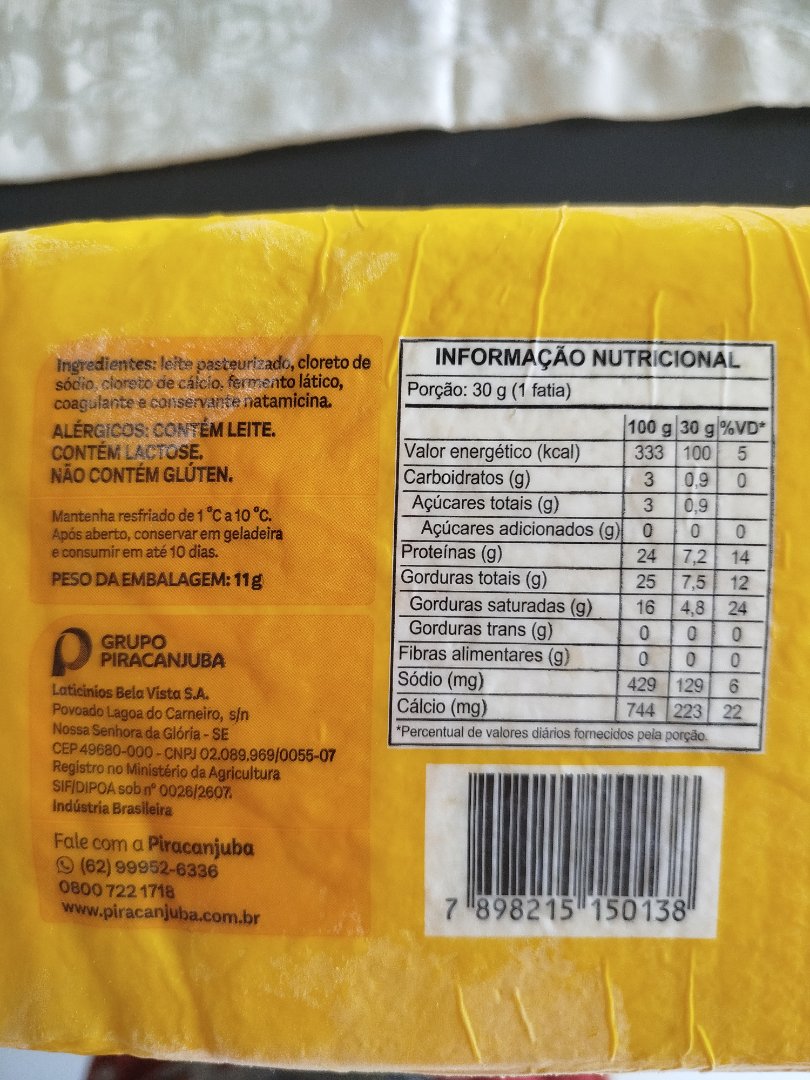 Ingredientes: leite pasteurizado, cloreto de
sódio, cloreto de cálcio, fermento lático,
coagulante e conservante natamicina.
ALÉRGICOS: CONTÉM LEITE.
CONTÉM LACTOSE.
NÃO CONTÉM GLÚTEN.
Mantenha resfriado de 1 °C a 10 °C.
Após aberto, conservar em geladeira
e consumir em até 10 dias.
PESO DA EMBALAGEM: 11 g
GRUPO
PIRACANJUBA
Laticínios Bela Vista S.A.
Povoado Lagoa do Carneiro, s/n
Nossa Senhora da Glória - SE
CEP 49680-000 - CNPJ 02.089.969/0055-07
Registro no Ministério da Agricultura
SIF/DIPOA sob nº 0026/2607.
Indústria Brasileira
Fale com a Piracanjuba
(62) 99952-6336
0800 722 1718
www.piracanjuba.com.br
INFORMAÇÃO NUTRICIONAL
Porção: 30 g (1 fatia)
100 g 30 g %VD*
Valor energético (kcal) 333 100 5
Carboidratos (g) 3 0,9 0
Açúcares totais (g) 3 0,9
Açúcares adicionados (g) 0 0 0
Proteínas (g) 24 7,2 14
Gorduras totais (g) 25 7,5 12
Gorduras saturadas (g) 16 4,8 24
Gorduras trans (g) 0 0 0
Fibras alimentares (g) 0 0 0
Sódio (mg) 429 129 6
Cálcio (mg) 744 223 22
*Percentual de valores diários fornecidos pela porção.
7 898215 150138